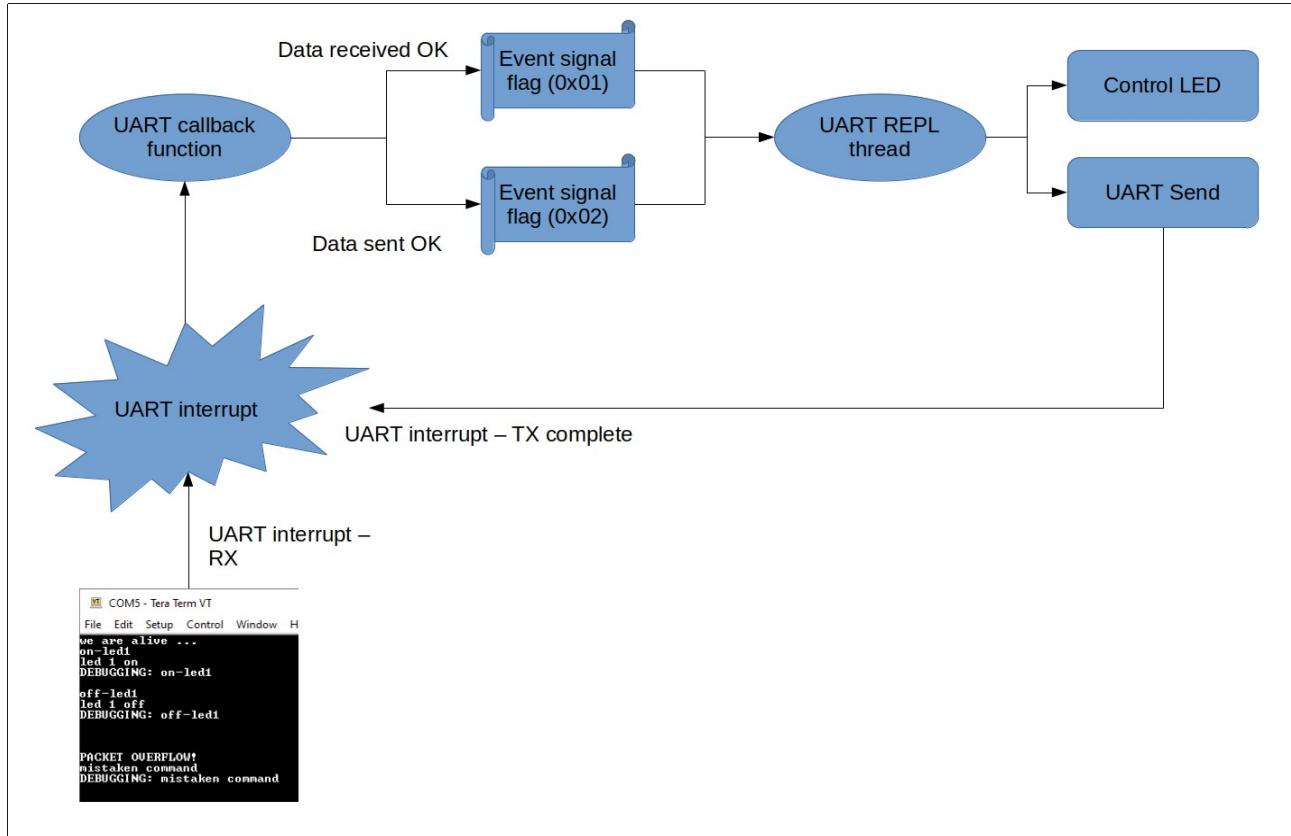 Data received OK
Event signal
flag (0x01)
Control LED
UART callback
function
UART REPL
thread
Event signal
flag (0x02)
UART Send
Data sent OK
UART interrupt
UART interrupt – TX complete
UART interrupt –
RX
COM5 - Tera Term VT
File Edit Setup Control Window H
we are alive ...
on-led1
led 1 on
DEBUGGING: on-led1
off-led1
led 1 off
DEBUGGING: off-led1
PACKET OVERFLOW!
mistaken command
DEBUGGING: mistaken command